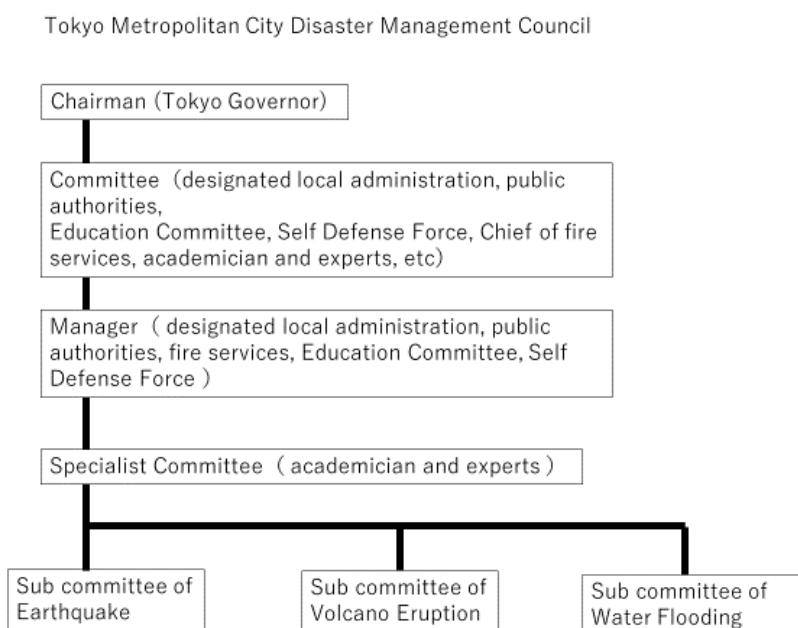 Tokyo Metropolitan City Disaster Management Council
Chairman (Tokyo Governor)
Committee (designated local administration, public
authorities,
Education Committee, Self Defense Force, Chief of fire
services, academician and experts, etc)
Manager ( designated local administration, public
authorities, fire services, Education Committee, Self
Defense Force )
Specialist Committee ( academician and experts )
Sub committee of
Earthquake
Sub committee of
Volcano Eruption
Sub committee of
Water Flooding